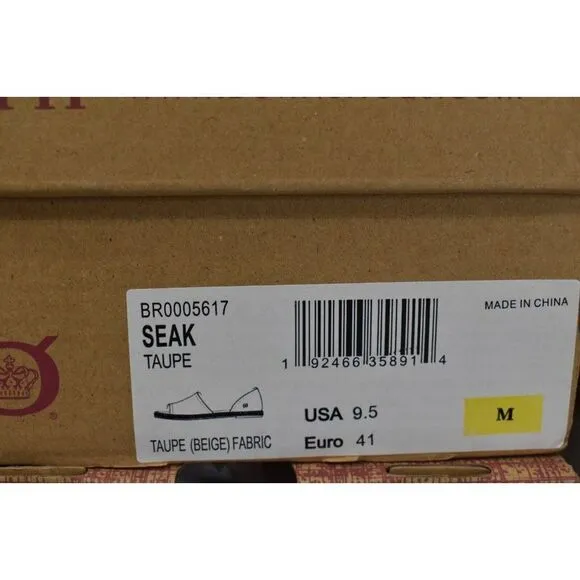 BR0005617
SEAK
TAUPE
MADE IN CHINA
1 92466 35891 4
USA 9.5
Euro 41
M
TAUPE (BEIGE) FABRIC
®